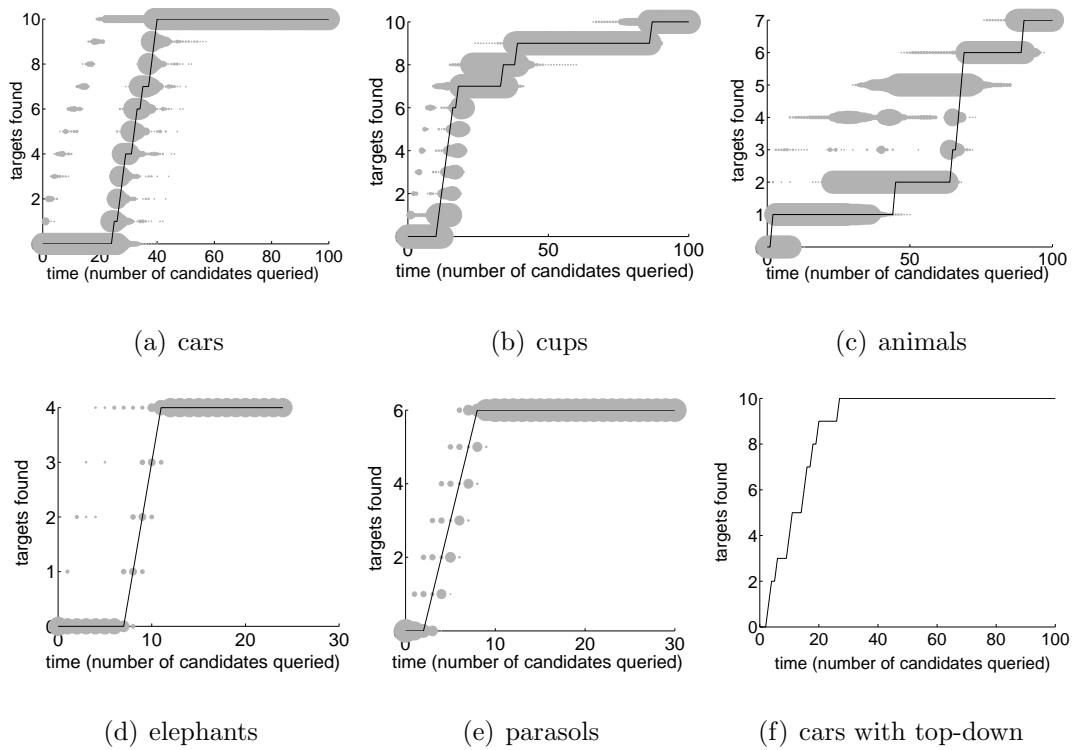 10
8
6
4
2
0
targets found
0 20 40 60 80 100
time (number of candidates queried)
(a) cars
10
8
6
4
2
targets found
0 50 100
time (number of candidates queried)
(b) cups
7
6
5
4
3
2
1
targets found
0 50 100
time (number of candidates queried)
(c) animals
4
3
2
1
0
targets found
0 10 20 30
time (number of candidates queried)
(d) elephants
6
4
2
targets found
0 10 20 30
time (number of candidates queried)
(e) parasols
10
8
6
4
2
0
targets found
0 20 40 60 80 100
time (number of candidates queried)
(f) cars with top-down